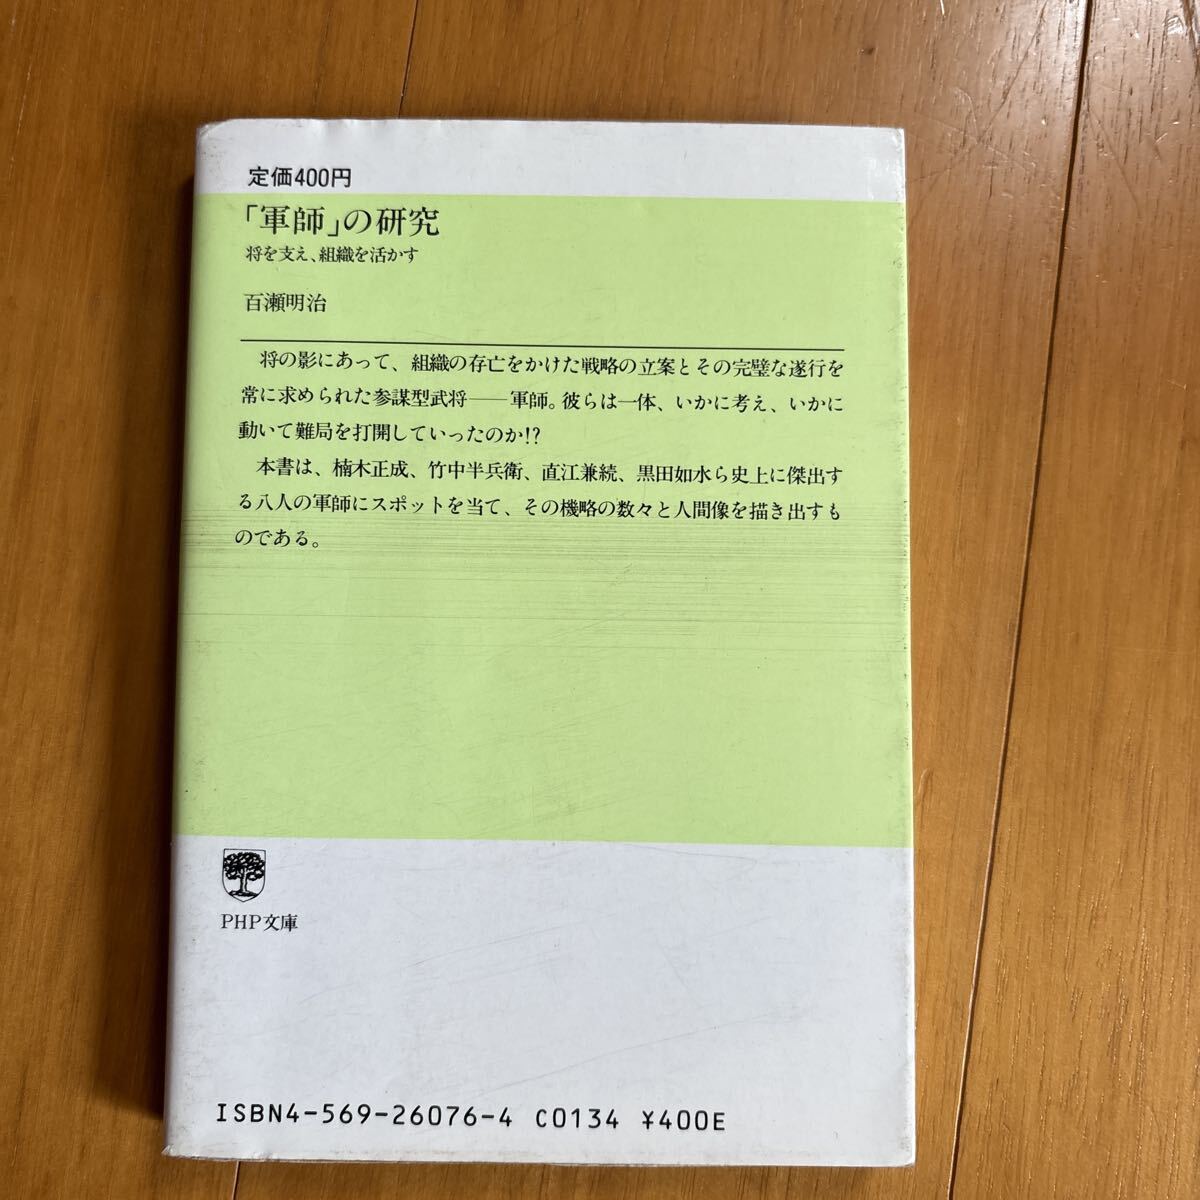 定価400円
「軍師」の研究
将を支え、組織を活かす
百瀬明治
将の影にあって、組織の存亡をかけた戦略の立案とその完璧な遂行を
常に求められた参謀型武将――軍師。彼らは一体、いかに考え、いかに
動いて難局を打開していったのか!?
本書は、楠木正成、竹中半兵衛、直江兼続、黒田如水ら史上に傑出す
る八人の軍師にスポットを当て、その機略の数々と人間像を描き出すも
のである。
PHP文庫
ISBN4-569-26076-4 C0134 ¥400E